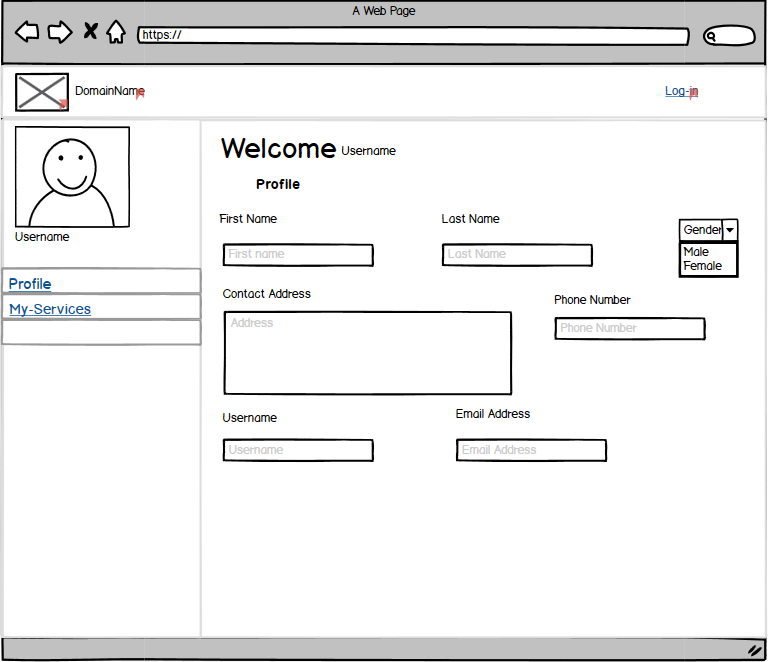 A Web Page
https://
DomainName
Log-in
Welcome Username
Username
Profile
My-Services
Profile
First Name
Last Name
First name
Last Name
Gender
Male
Female
Contact Address
Phone Number
Address
Phone Number
Username
Email Address
Username
Email Address